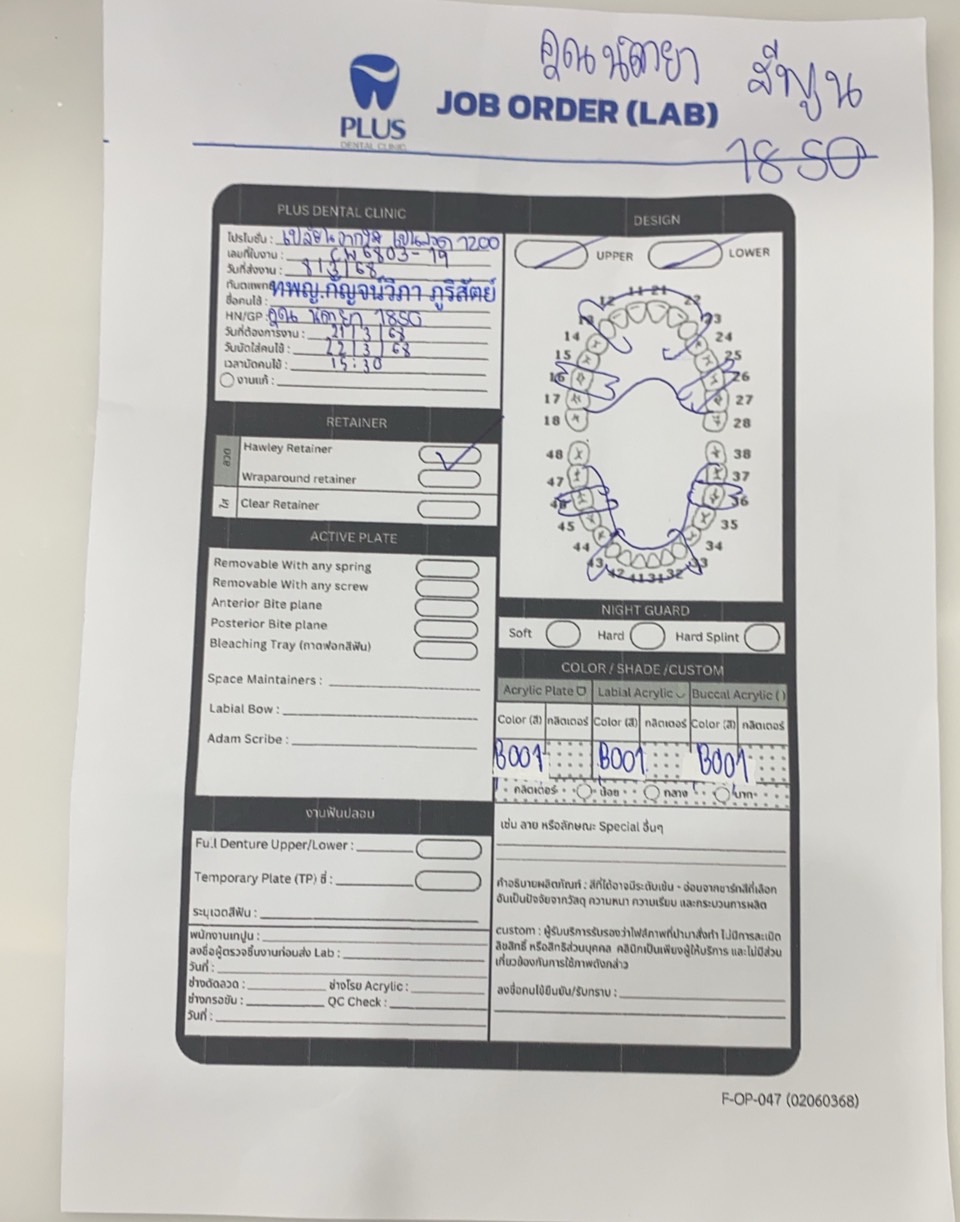 คุณ นัตยา สีพูน
1850
PLUS
DENTAL CLINIC
JOB ORDER (LAB)
PLUS DENTAL CLINIC
โปรโมชั่น : เปลี่ยนจากใส เป็นลวด 1200
เลขที่ใบงาน : CW6803-19
วันที่ส่งงาน : 8/3/68
ทันตแพทย์ ทพญ.กัญจน์วิภา ภูริสัตย์
ชื่อคนไข้ :
HN/GP : คุณ นัตยา 1850
วันที่ต้องการงาน : 21/3/68
วันนัดใส่คนไข้ : 22/3/68
เวลานัดคนไข้ : 15:30
งานแก้ :
RETAINER
Hawley Retainer
Wraparound retainer
Clear Retainer
ACTIVE PLATE
Removable With any spring
Removable With any screw
Anterior Bite plane
Posterior Bite plane
Bleaching Tray (ถาดฟอกสีฟัน)
Space Maintainers :
Labial Bow :
Adam Scribe :
งานฟันปลอม
Full Denture Upper/Lower :
Temporary Plate (TP) ซี่ :
ระบุเฉดสีฟัน :
พนักงานเทปูน :
ลงชื่อผู้ตรวจชิ้นงานก่อนส่ง Lab :
วันที่ :
ช่างดัดลวด : ช่างโรย Acrylic :
ช่างกรอขัด : QC Check :
วันที่ :
DESIGN
UPPER LOWER
12 11 21 22
13 23
14 24
15 25
16 26
17 27
18 28
48 38
47 37
46 36
45 35
44 34
43 33
42 41 31 32
NIGHT GUARD
Soft Hard Hard Splint
COLOR / SHADE /CUSTOM
Acrylic Plate Labial Acrylic Buccal Acrylic ( )
Color (สี) กลิตเตอร์ Color (สี) กลิตเตอร์ Color (สี) กลิตเตอร์
B001 B001 B001
กลิตเตอร์ น้อย กลาง มาก
เช่น ลาย หรือลักษณะ Special อื่นๆ
คำอธิบายผลิตภัณฑ์ : สีที่ได้อาจมีระดับเข้ม - อ่อนจากชาร์กสีที่เลือก
อันเป็นปัจจัยจากวัสดุ ความหนา ความเรียบ และกระบวนการผลิต
custom : ผู้รับบริการรับรองว่าไฟล์ภาพที่นำมาสั่งทำ ไม่มีการละเมิด
ลิขสิทธิ์ หรือสิทธิส่วนบุคคล คลินิกเป็นเพียงผู้ให้บริการ และไม่มีส่วน
เกี่ยวข้องกับการใช้ภาพดังกล่าว
ลงชื่อคนไข้ยืนยัน/รับทราบ :
F-OP-047 (02060368)